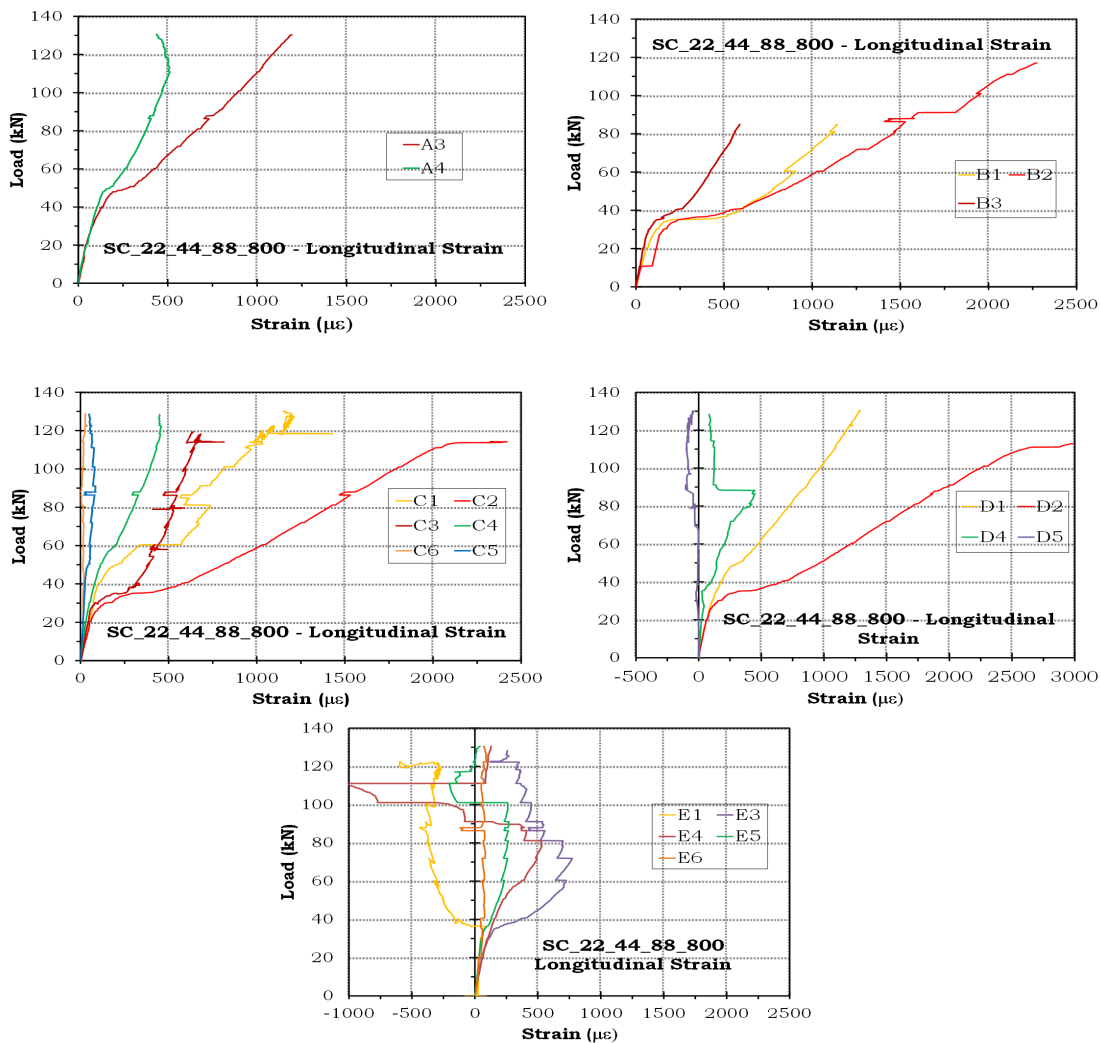 140
120
100
80
60
40
20
0
Load (kN)
A3
A4
SC_22_44_88_800 - Longitudinal Strain
0 500 1000 1500 2000 2500
Strain (µε)
140
120
100
80
60
40
20
0
Load (kN)
SC_22_44_88_800 - Longitudinal Strain
B1 B2
B3
0 500 1000 1500 2000 2500
Strain (µε)
140
120
100
80
60
40
20
0
Load (kN)
C1 C2
C3 C4
C6 C5
SC_22_44_88_800 - Longitudinal Strain
0 500 1000 1500 2000 2500
Strain (µε)
140
120
100
80
60
40
20
0
Load (kN)
D1 D2
D4 D5
SC_22_44_88_800 - Longitudinal
Strain
-500 0 500 1000 1500 2000 2500 3000
Strain (µε)
140
120
100
80
60
40
20
0
Load (kN)
E1 E3
E4 E5
E6
SC_22_44_88_800
Longitudinal Strain
-1000 -500 0 500 1000 1500 2000 2500
Strain (µε)